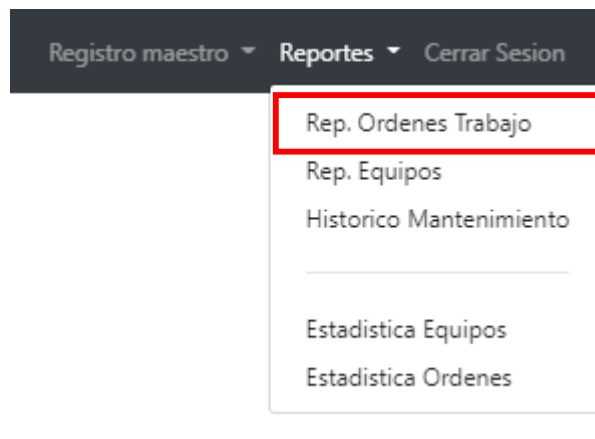 Registro maestro Reportes Cerrar Sesion
Rep. Ordenes Trabajo
Rep. Equipos
Historico Mantenimiento
Estadistica Equipos
Estadistica Ordenes